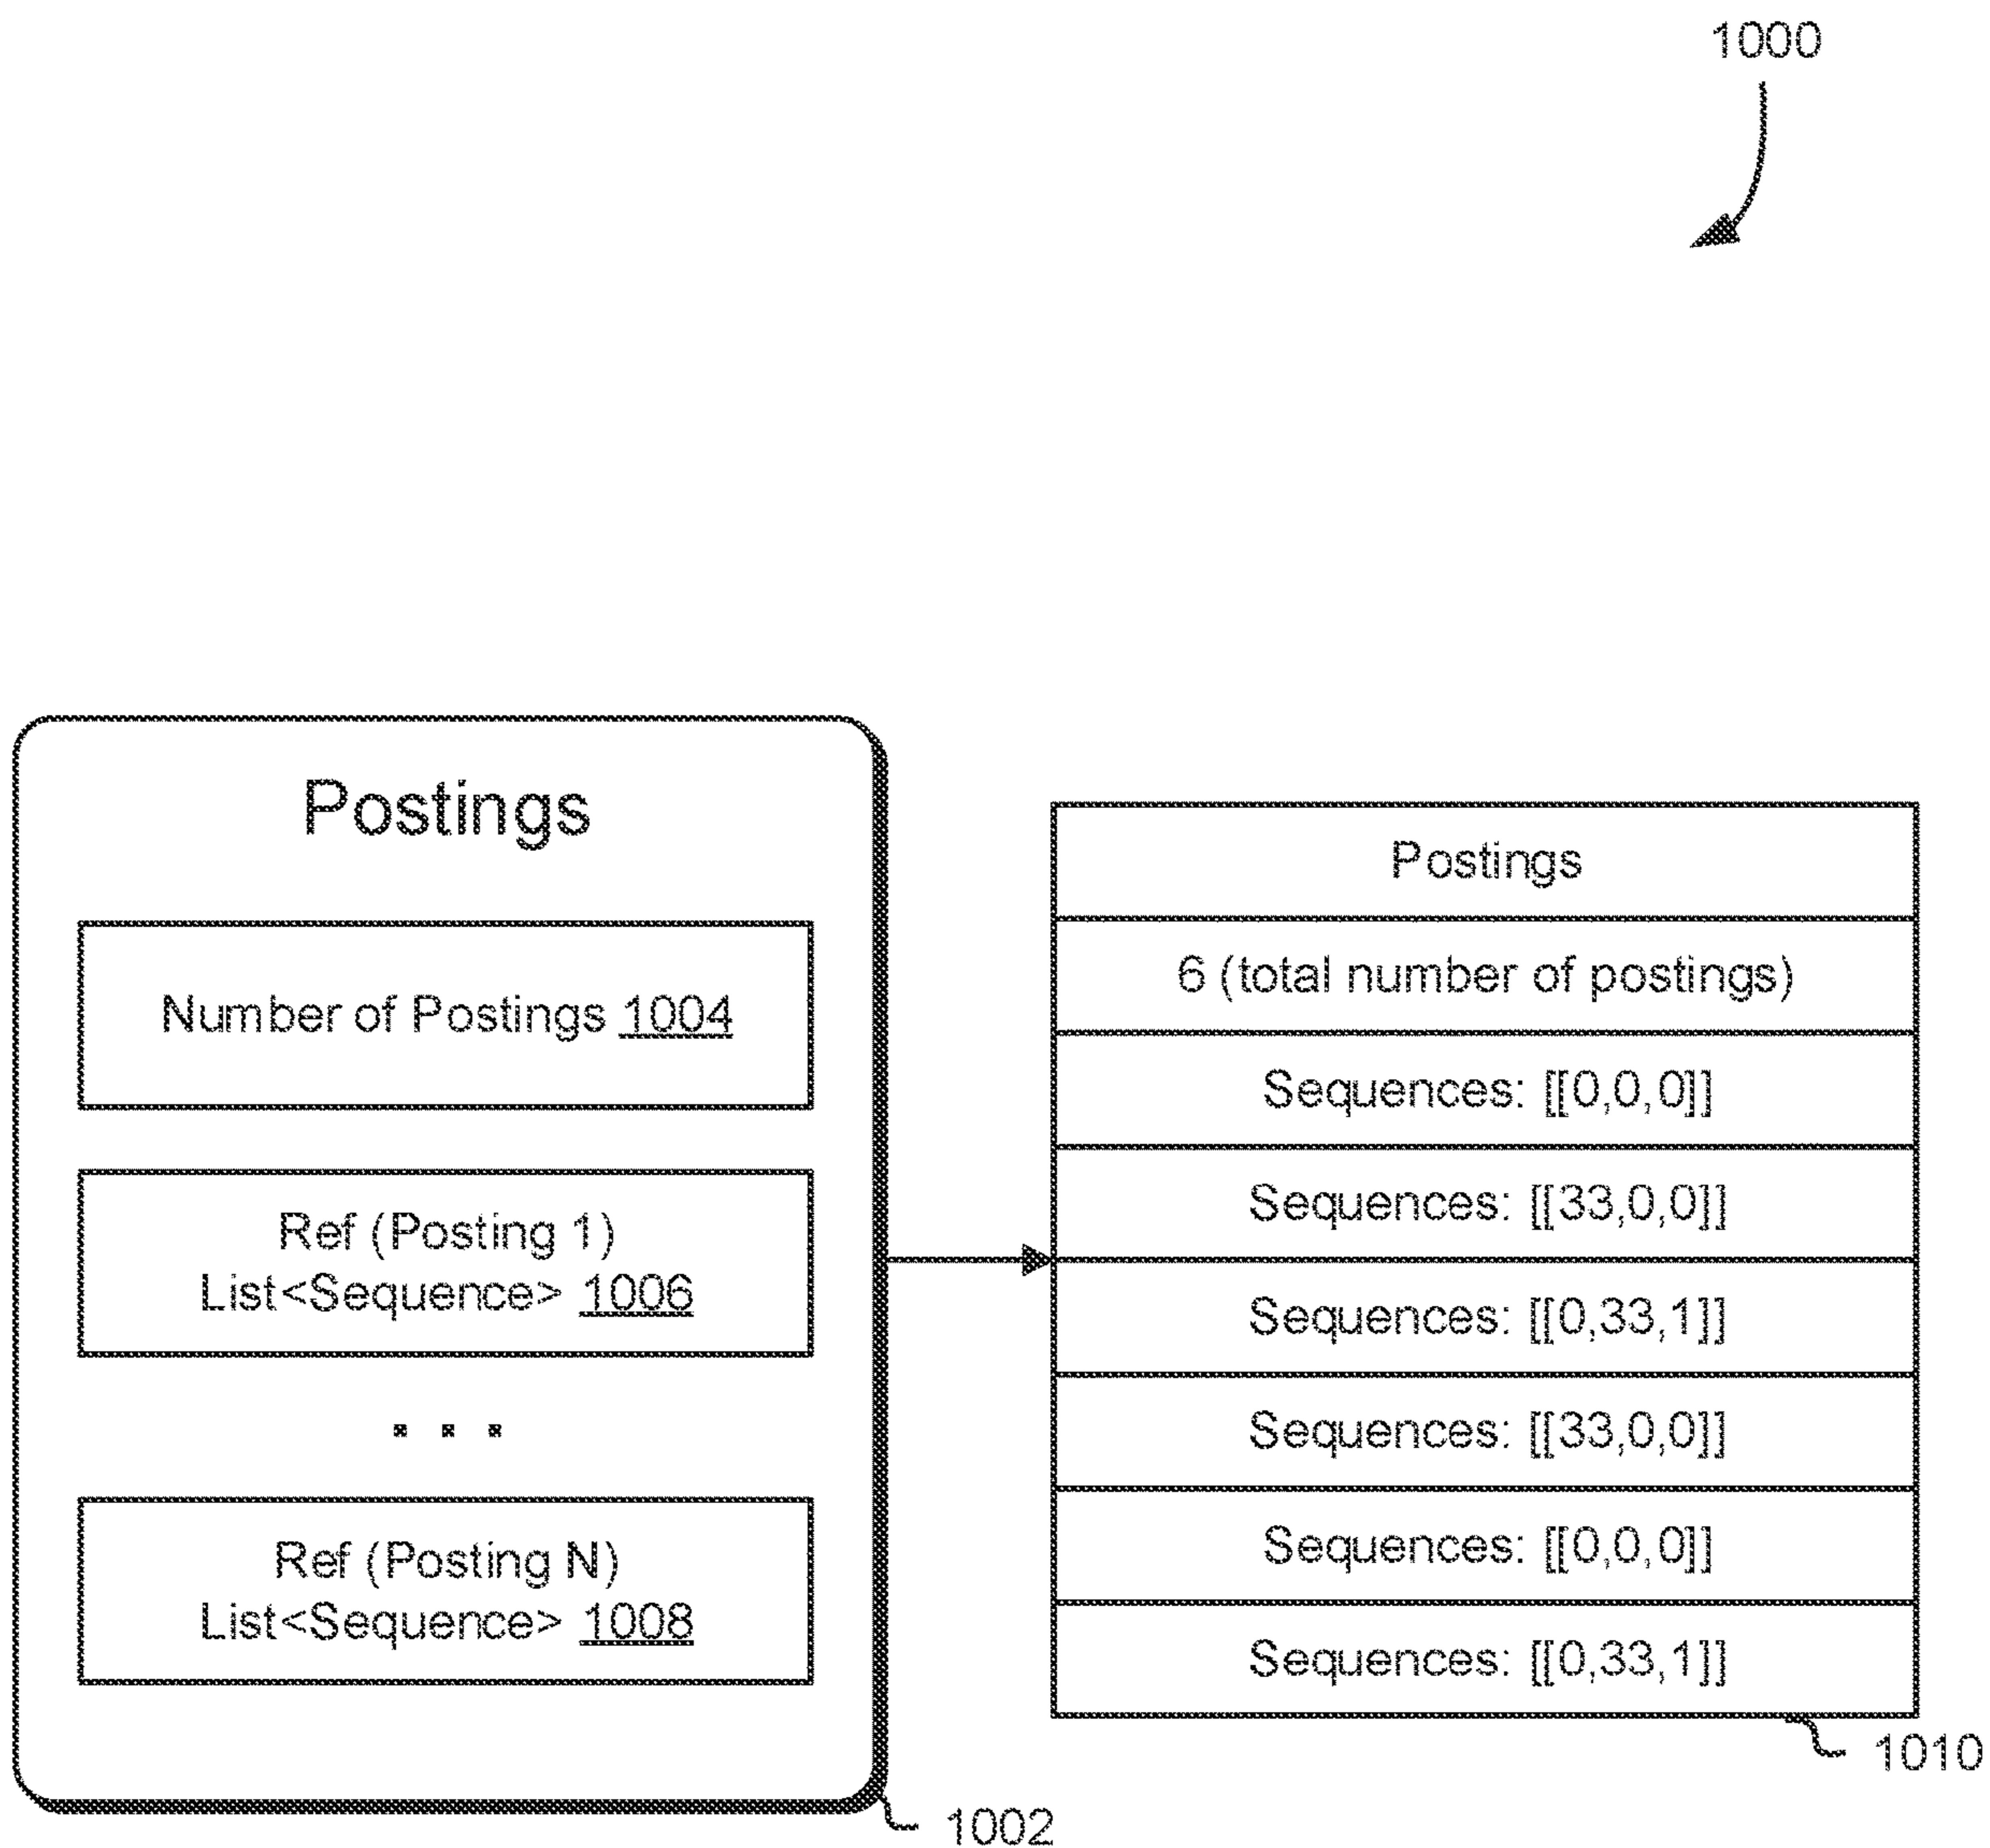 1000
Postings
Number of Postings 1004
Ref (Posting 1)
List<Sequence> 1006
. . .
Ref (Posting N)
List<Sequence> 1008
1002
Postings
6 (total number of postings)
Sequences: [[0,0,0]]
Sequences: [[33,0,0]]
Sequences: [[0,33,1]]
Sequences: [[33,0,0]]
Sequences: [[0,0,0]]
Sequences: [[0,33,1]]
1010